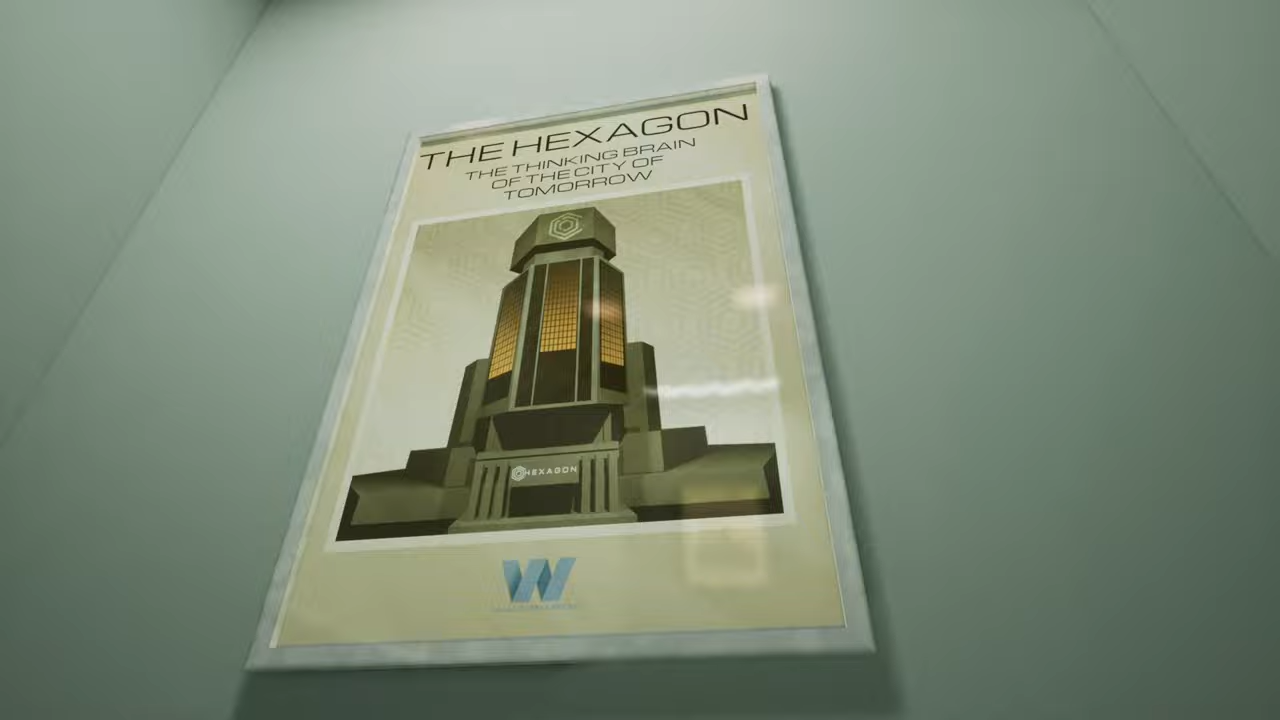 THE HEXAGON
THE THINKING BRAIN
OF THE CITY OF
TOMORROW
HEXAGON
W